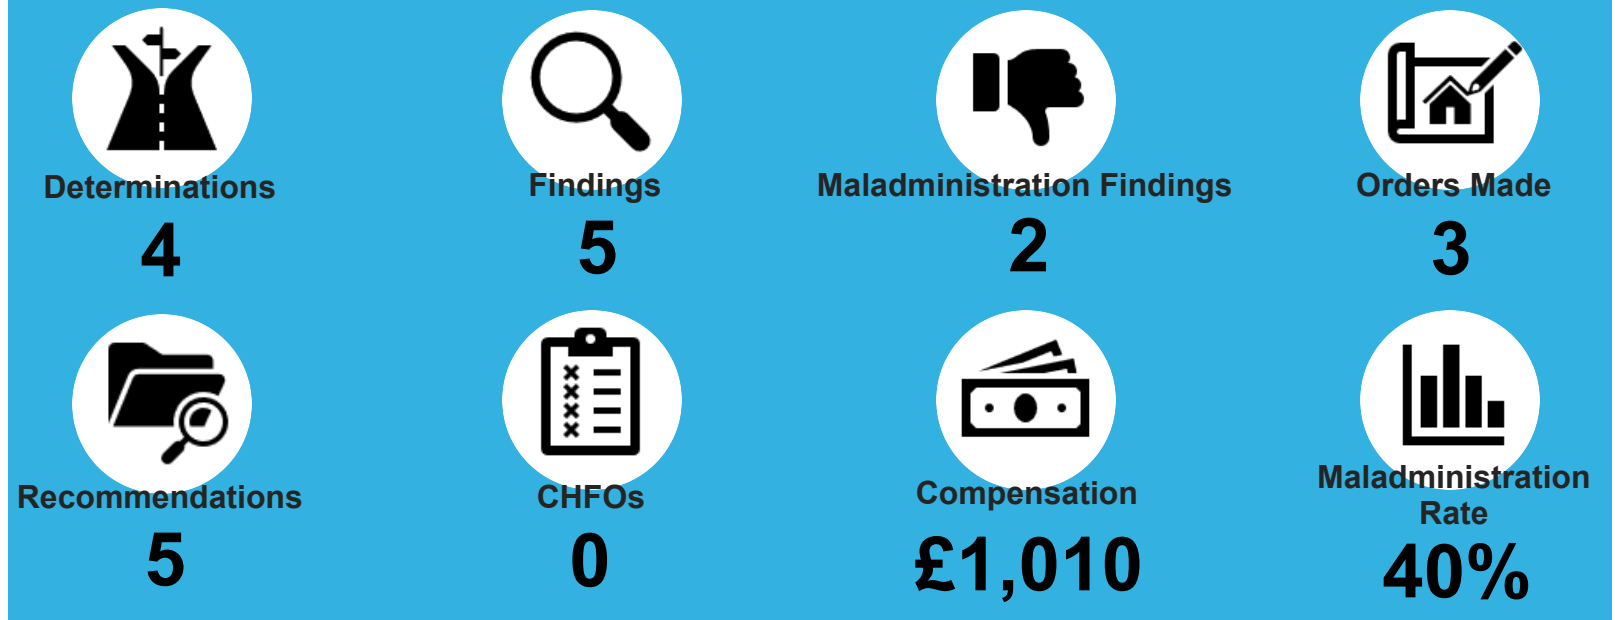 Determinations
4
Findings
5
Maladministration Findings
2
Orders Made
3
Recommendations
5
CHFOs
0
Compensation
£1,010
Maladministration
Rate
40%